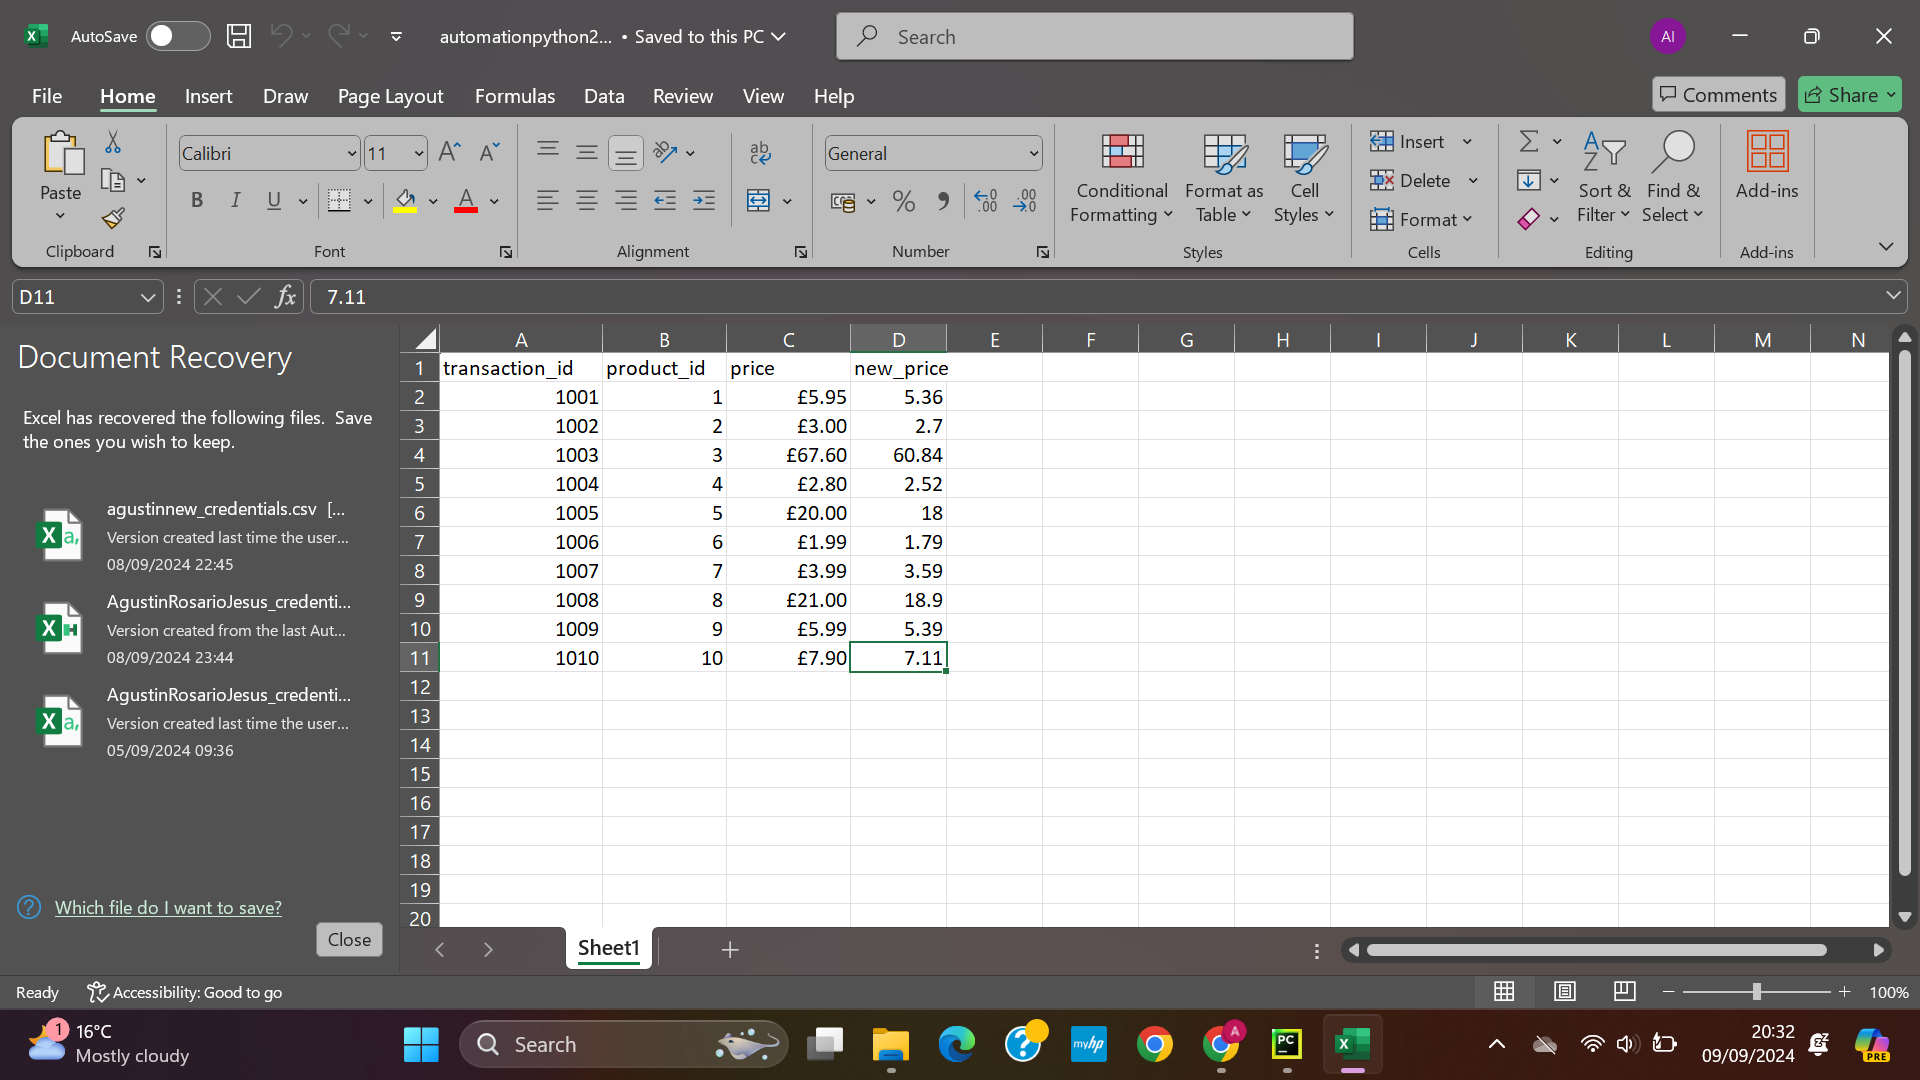 AutoSave automationpython2... • Saved to this PC Search AI
File Home Insert Draw Page Layout Formulas Data Review View Help Comments Share
Calibri 11 General Insert
Paste Conditional Formatting Format as Table Cell Styles Delete Sort & Filter Find & Select Add-ins
Format
Clipboard Font Alignment Number Styles Cells Editing Add-ins
D11 fx 7.11
Document Recovery
Excel has recovered the following files. Save
the ones you wish to keep.
agustinnew_credentials.csv [...
Version created last time the user...
08/09/2024 22:45
AgustinRosarioJesus_credenti...
Version created from the last Aut...
08/09/2024 23:44
AgustinRosarioJesus_credenti...
Version created last time the user...
05/09/2024 09:36
Which file do I want to save?
Close
A B C D E F G H I J K L M N
1 transaction_id product_id price new_price
2 1001 1 £5.95 5.36
3 1002 2 £3.00 2.7
4 1003 3 £67.60 60.84
5 1004 4 £2.80 2.52
6 1005 5 £20.00 18
7 1006 6 £1.99 1.79
8 1007 7 £3.99 3.59
9 1008 8 £21.00 18.9
10 1009 9 £5.99 5.39
11 1010 10 £7.90 7.11
12
13
14
15
16
17
18
19
20
Sheet1
Ready Accessibility: Good to go 100%
1 16°C
Mostly cloudy
Search myhp A PC X 20:32
09/09/2024 PRE